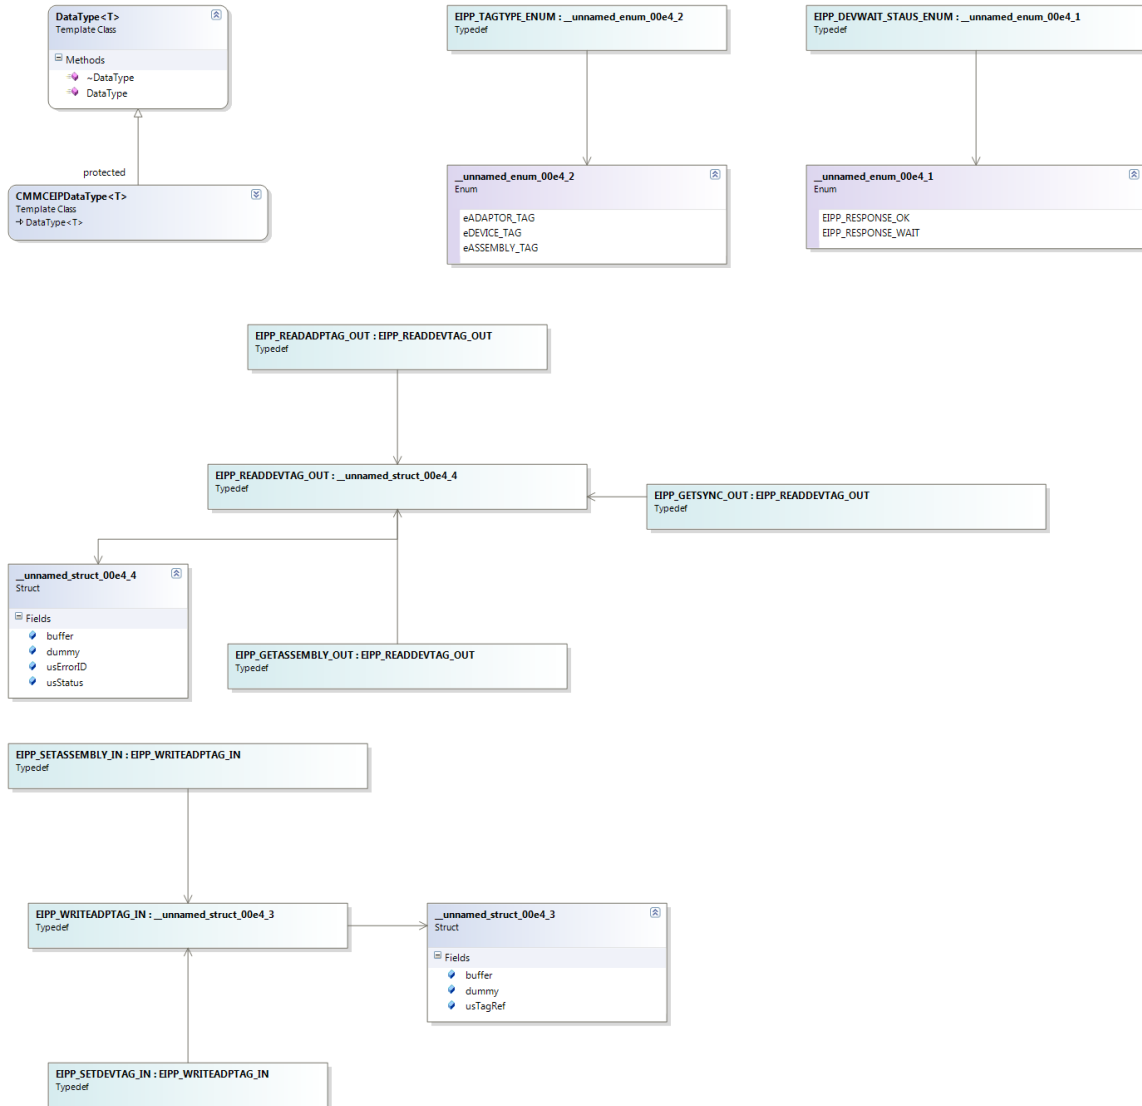 DataType<T>
Template Class
Methods
~DataType
DataType
EIPP_TAGTYPE_ENUM : __unnamed_enum_00e4_2
Typedef
EIPP_DEVWAIT_STAUS_ENUM : __unnamed_enum_00e4_1
Typedef
protected
CMMCEIPDataType<T>
Template Class
DataType<T>
__unnamed_enum_00e4_2
Enum
eADAPTOR_TAG
eDEVICE_TAG
eASSEMBLY_TAG
__unnamed_enum_00e4_1
Enum
EIPP_RESPONSE_OK
EIPP_RESPONSE_WAIT
EIPP_READADPTAG_OUT : EIPP_READDEVTAG_OUT
Typedef
EIPP_READDEVTAG_OUT : __unnamed_struct_00e4_4
Typedef
EIPP_GETSYNC_OUT : EIPP_READDEVTAG_OUT
Typedef
__unnamed_struct_00e4_4
Struct
Fields
buffer
dummy
usErrorID
usStatus
EIPP_GETASSEMBLY_OUT : EIPP_READDEVTAG_OUT
Typedef
EIPP_SETASSEMBLY_IN : EIPP_WRITEADPTAG_IN
Typedef
EIPP_WRITEADPTAG_IN : __unnamed_struct_00e4_3
Typedef
__unnamed_struct_00e4_3
Struct
Fields
buffer
dummy
usTagRef
EIPP_SETDEVTAG_IN : EIPP_WRITEADPTAG_IN
Typedef